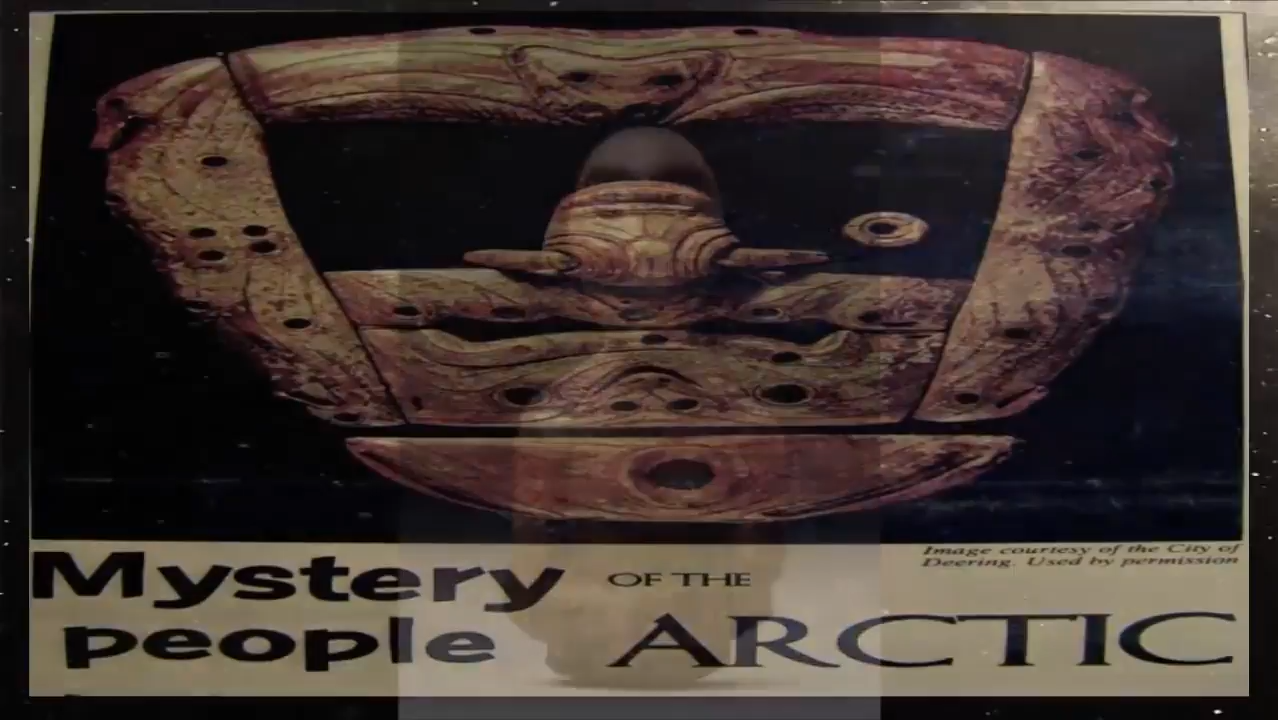 Image courtesy of the City of
Deering. Used by permission
Mystery OF THE
people ARCTIC